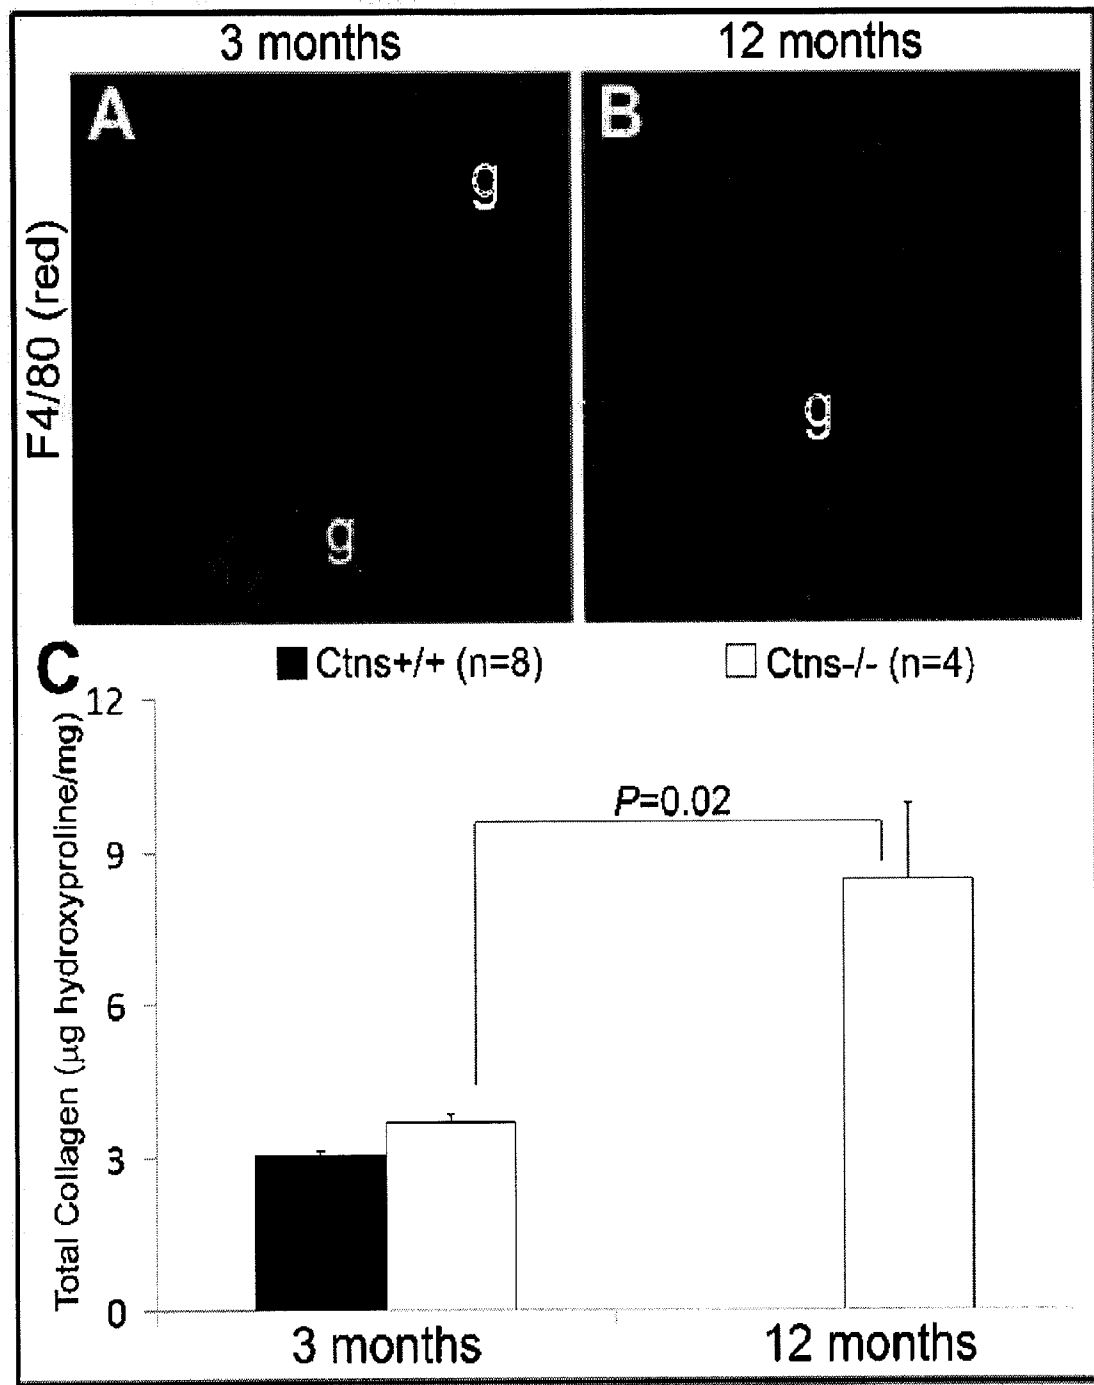 3 months 12 months
A B
g
F4/80 (red)
g
g
C
Ctns+/+ (n=8) Ctns-/- (n=4)
Total Collagen (µg hydroxyproline/mg)
12
P=0.02
9
6
3
0
3 months 12 months